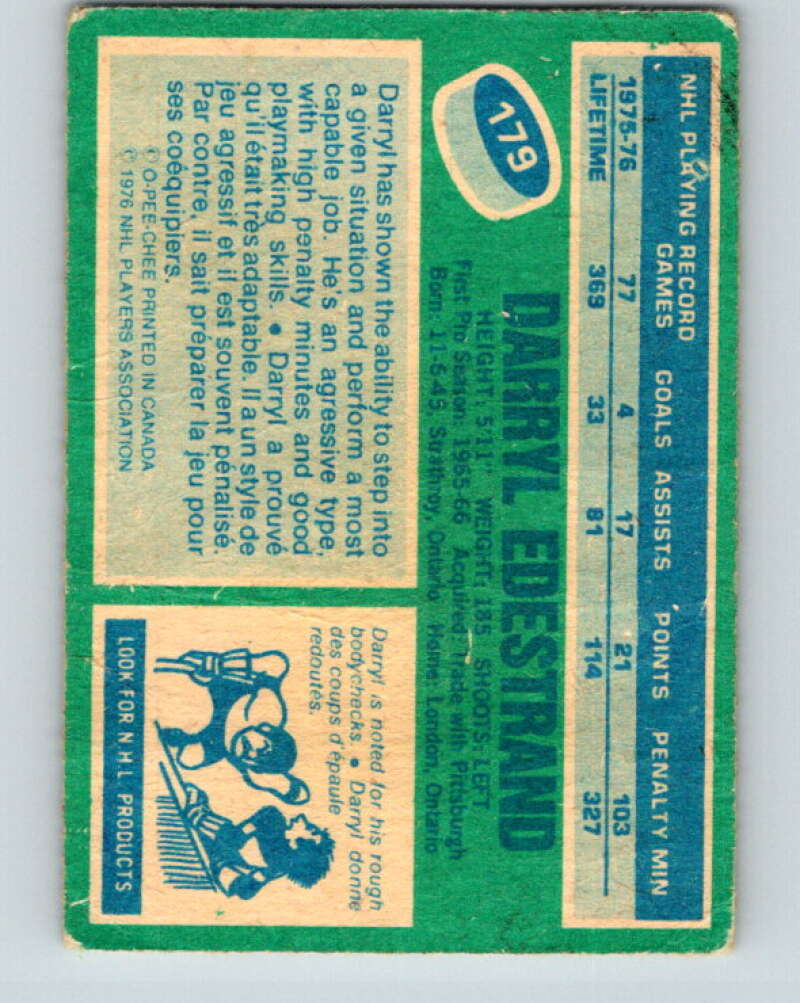 NHL PLAYING RECORD
GAMES GOALS ASSISTS POINTS PENALTY MIN
1975-76 77 4 17 21 103
LIFETIME 369 33 81 114 327
179
DARRYL EDESTRAND
HEIGHT: 5'11" WEIGHT: 185 SHOOTS: LEFT
First Pro Season: 1965-66 Acquired: Trade with Pittsburgh
Born: 11-6-45 Strathroy, Ontario Home: London, Ontario
Darryl has shown the ability to step into
a given situation and perform a most
capable job. He's an agressive type,
with high penalty minutes and good
playmaking skills. • Darryl a prouvé
qu'il était très adaptable. Il a un style de
jeu agressif et il est souvent pénalisé.
Par contre, il sait préparer la jeu pour
ses coéquipiers.
© O-PEE-CHEE PRINTED IN CANADA
© 1976 NHL PLAYERS ASSOCIATION
Darryl is noted for his rough
bodychecks. • Darryl donne
des coups d'épaule
redoutés.
LOOK FOR N.H.L PRODUCTS